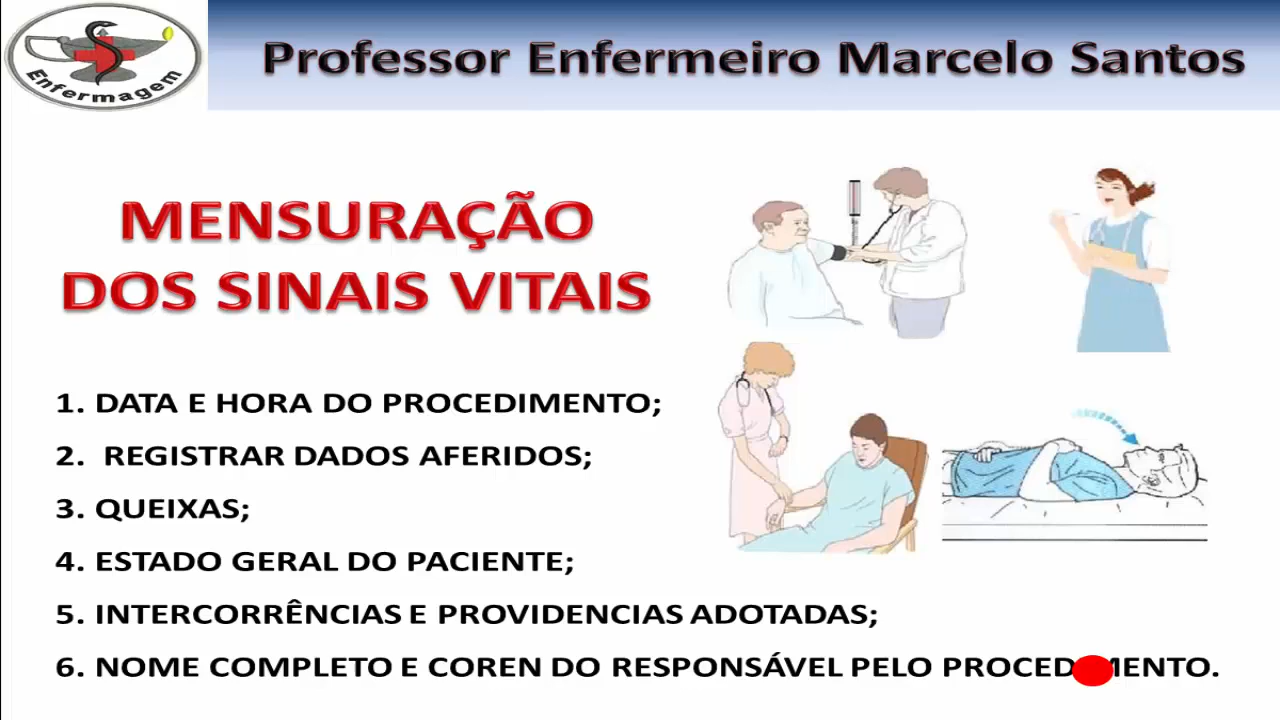 Enfermagem
Professor Enfermeiro Marcelo Santos
MENSURAÇÃO
DOS SINAIS VITAIS
1. DATA E HORA DO PROCEDIMENTO;
2. REGISTRAR DADOS AFERIDOS;
3. QUEIXAS;
4. ESTADO GERAL DO PACIENTE;
5. INTERCORRÊNCIAS E PROVIDENCIAS ADOTADAS;
6. NOME COMPLETO E COREN DO RESPONSÁVEL PELO PROCEDIMENTO.